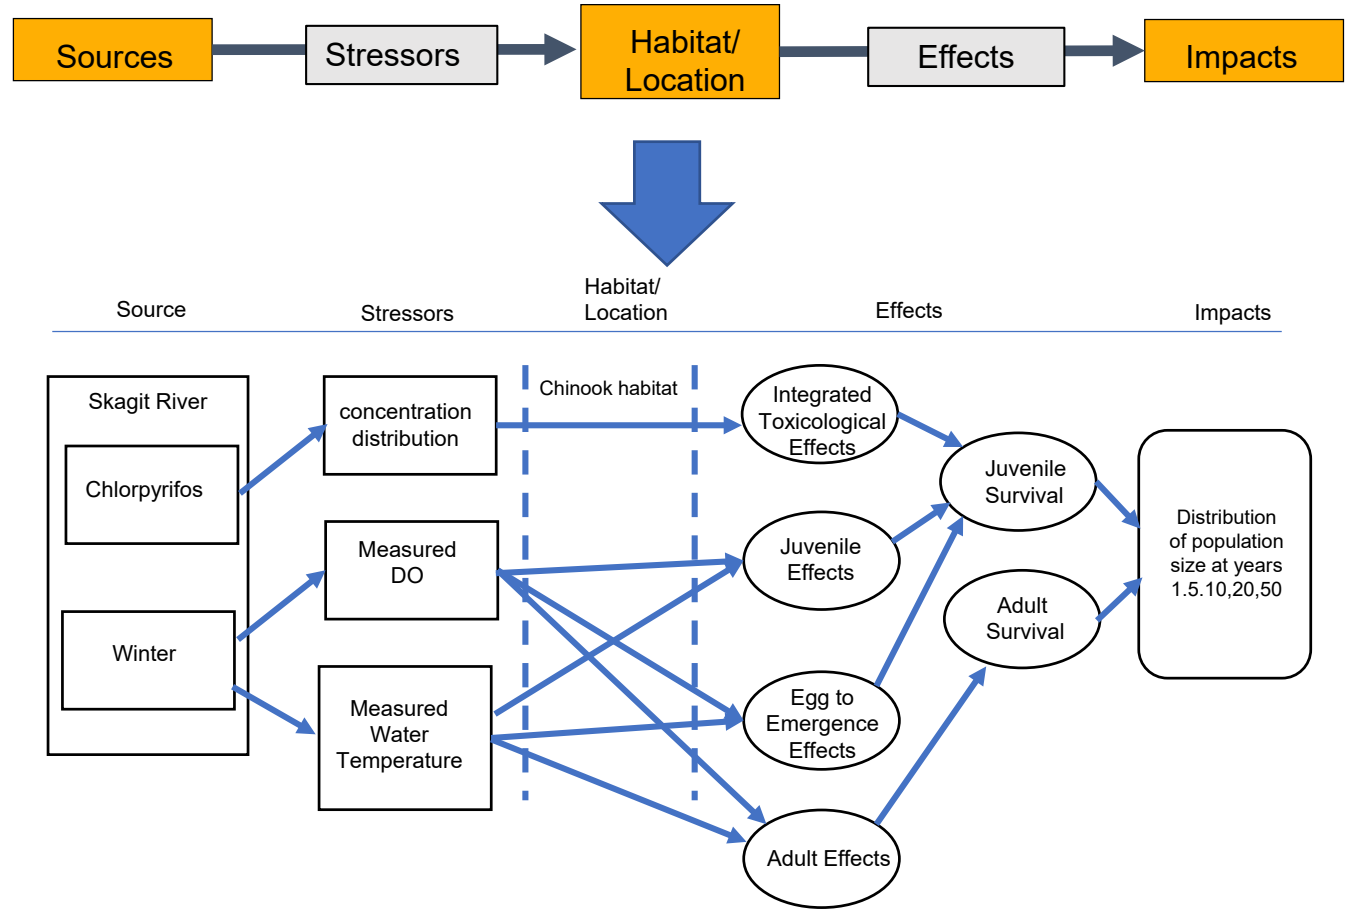 Sources
Stressors
Habitat/
Location
Effects
Impacts
Source
Stressors
Habitat/
Location
Effects
Impacts
Skagit River
Chlorpyrifos
Winter
concentration
distribution
Measured
DO
Measured
Water
Temperature
Chinook habitat
Integrated
Toxicological
Effects
Juvenile
Effects
Egg to
Emergence
Effects
Adult Effects
Juvenile
Survival
Adult
Survival
Distribution
of population
size at years
1.5.10,20,50